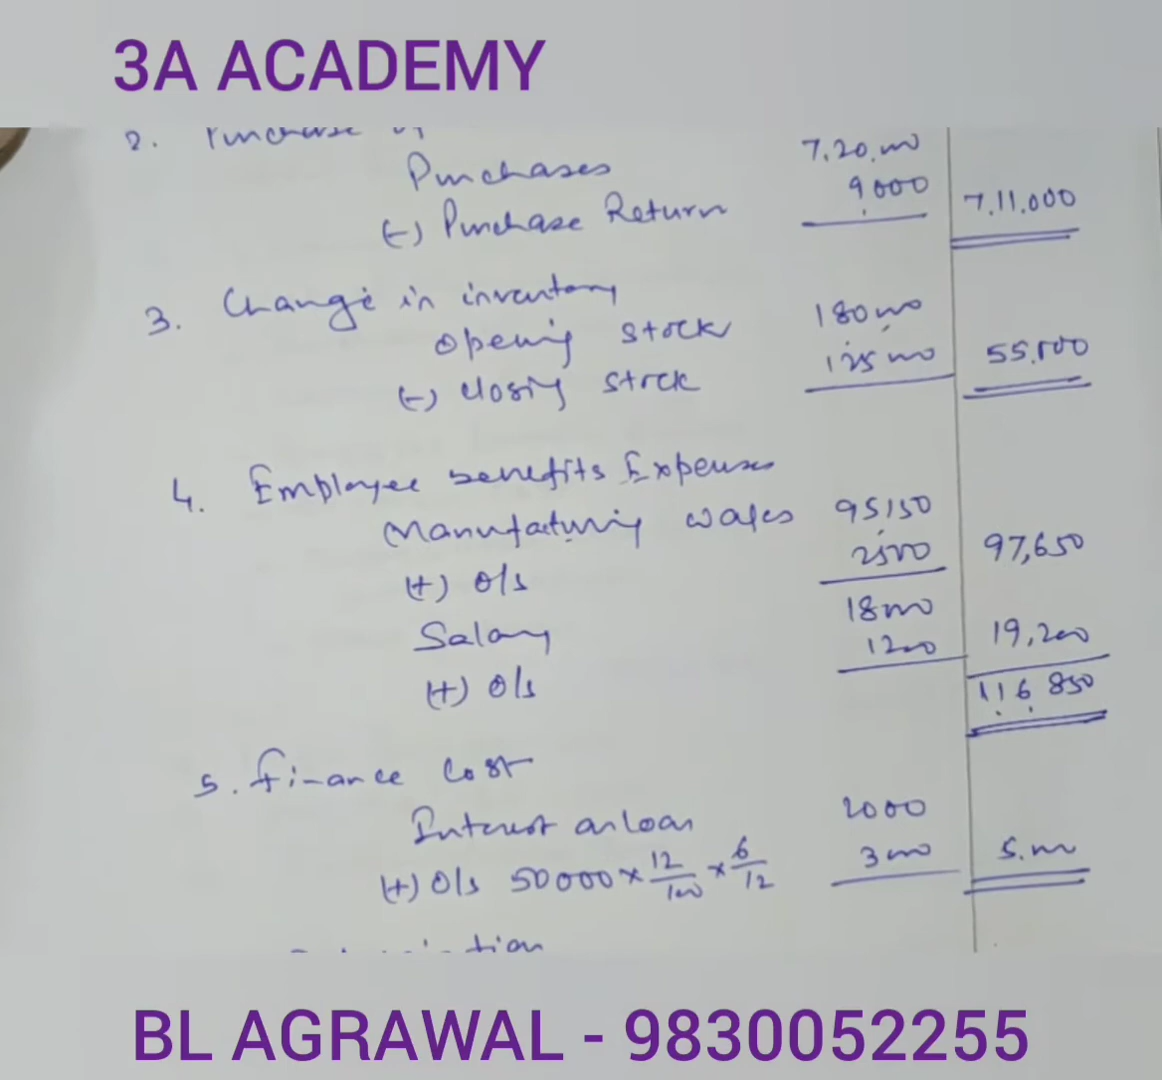 3A ACADEMY
2. Purchase of
Purchases 7,20,000
(-) Purchase Return 9000 7,11,000
3. Change in inventory
opening stock 180000
(-) closing stock 125000 55,000
4. Employee benefits Expenses
Manufacturing wages 95150
(+) O/s 2500 97,650
Salary 18000
(+) O/s 1200 19,200
116850
5. Finance Cost
Interest on loan 2000
(+) O/s 50000 × 12/100 × 6/12 3000 5,000
BL AGRAWAL - 9830052255